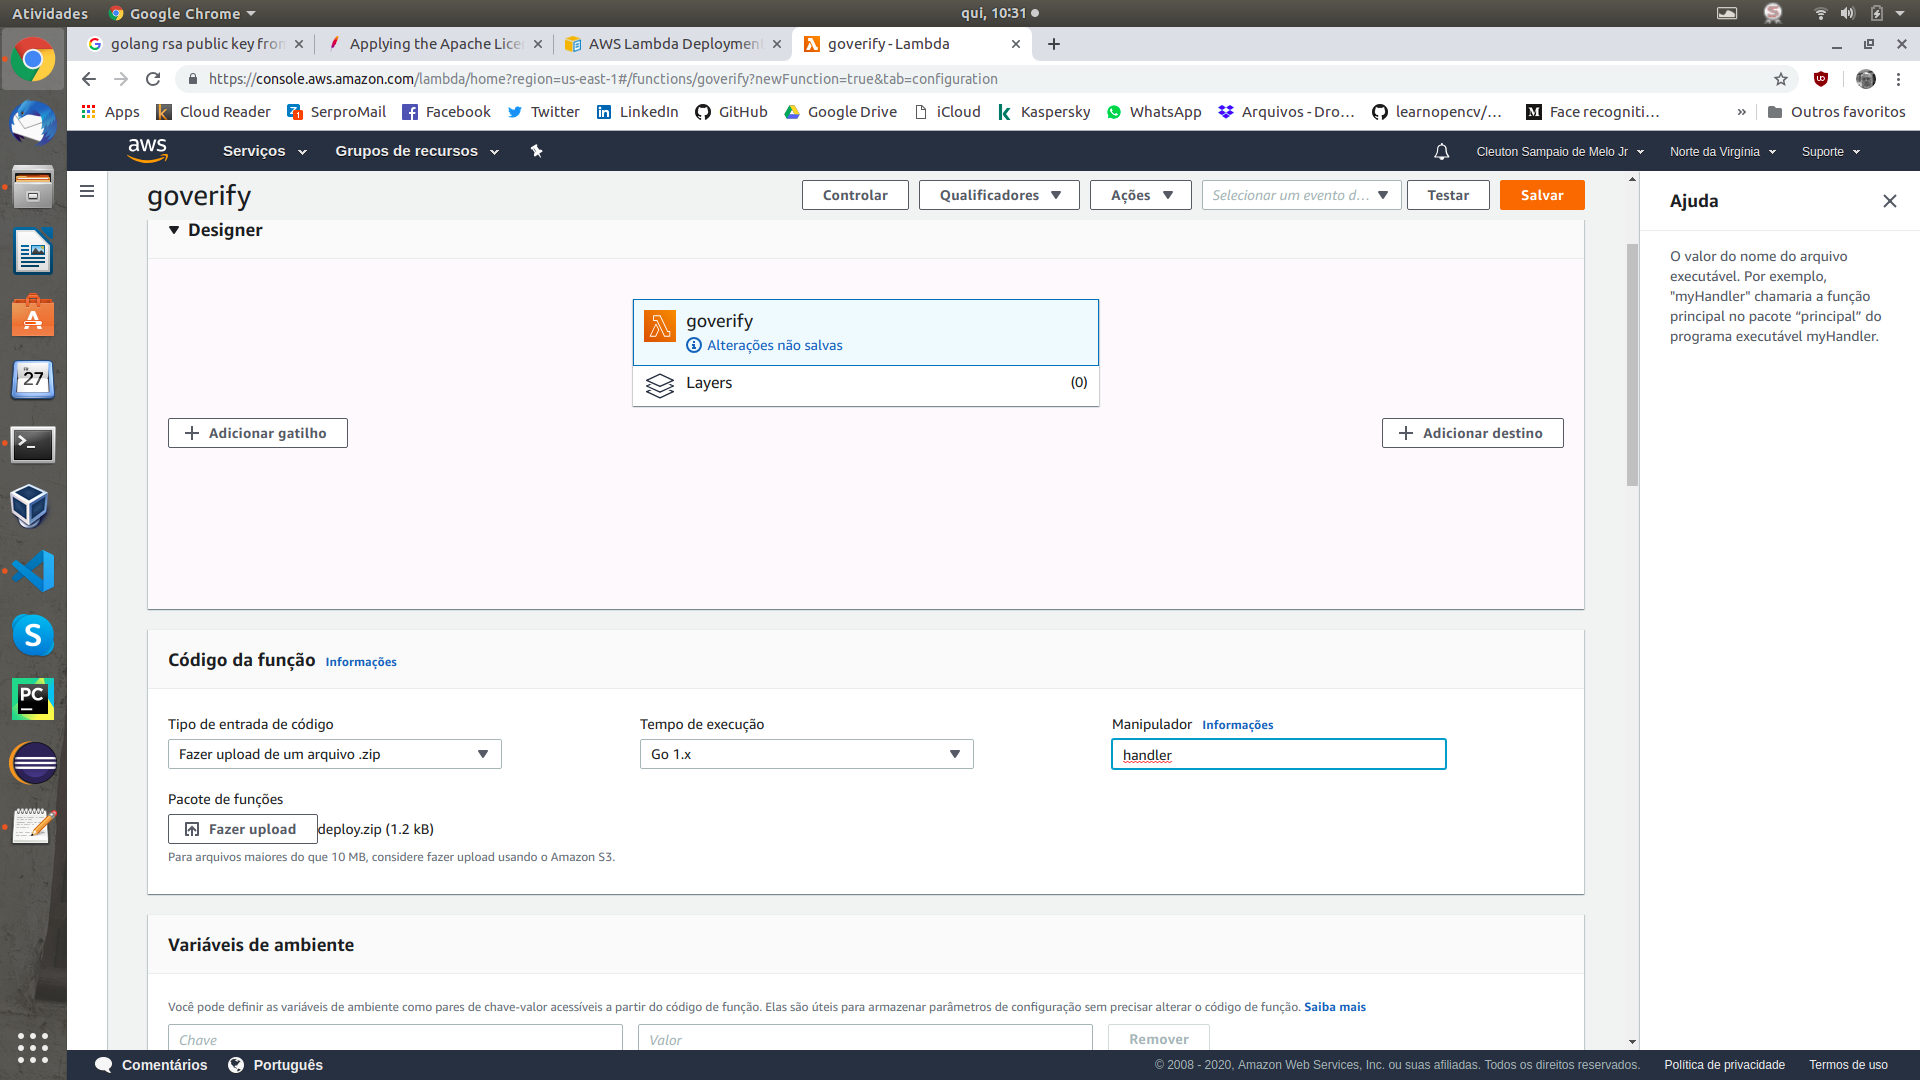 Atividades
Google Chrome
qui, 10:31
golang rsa public key fron
Applying the Apache Licer
AWS Lambda Deployment
goverify - Lambda
https://console.aws.amazon.com/lambda/home?region=us-east-1#/functions/goverify?newFunction=true&tab=configuration
Apps
Cloud Reader
SerproMail
Facebook
Twitter
LinkedIn
GitHub
Google Drive
iCloud
Kaspersky
WhatsApp
Arquivos - Dro…
learnopencv/…
Face recogniti…
»
Outros favoritos
aws
Serviços
Grupos de recursos
Cleuton Sampaio de Melo Jr
Norte da Virgínia
Suporte
goverify
Controlar
Qualificadores
Ações
Selecionar um evento d…
Testar
Salvar
Designer
goverify
Alterações não salvas
Layers
(0)
Adicionar gatilho
Adicionar destino
Código da função
Informações
Tipo de entrada de código
Fazer upload de um arquivo .zip
Tempo de execução
Go 1.x
Manipulador
Informações
handler
Pacote de funções
Fazer upload
deploy.zip (1.2 kB)
Para arquivos maiores do que 10 MB, considere fazer upload usando o Amazon S3.
Variáveis de ambiente
Você pode definir as variáveis de ambiente como pares de chave-valor acessíveis a partir do código de função. Elas são úteis para armazenar parâmetros de configuração sem precisar alterar o código de função. Saiba mais
Chave
Valor
Remover
Ajuda
O valor do nome do arquivo
executável. Por exemplo,
"myHandler" chamaria a função
principal no pacote “principal” do
programa executável myHandler.
27
S
PC
Comentários
Português
© 2008 - 2020, Amazon Web Services, Inc. ou suas afiliadas. Todos os direitos reservados.
Política de privacidade
Termos de uso